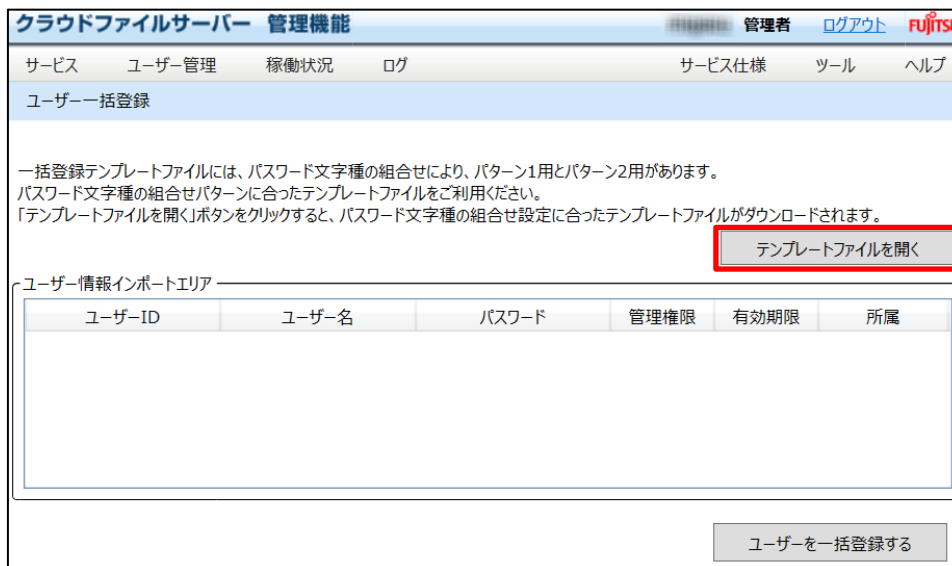 クラウドファイルサーバー 管理機能
管理者 ログアウト FUJITSU
サービス ユーザー管理 稼働状況 ログ サービス仕様 ツール ヘルプ
ユーザー一括登録
一括登録テンプレートファイルには、パスワード文字種の組合せにより、パターン1用とパターン2用があります。
パスワード文字種の組合せパターンに合ったテンプレートファイルをご利用ください。
「テンプレートファイルを開く」ボタンをクリックすると、パスワード文字種の組合せ設定に合ったテンプレートファイルがダウンロードされます。
テンプレートファイルを開く
ユーザー情報インポートエリア
ユーザーID ユーザー名 パスワード 管理権限 有効期限 所属
ユーザーを一括登録する